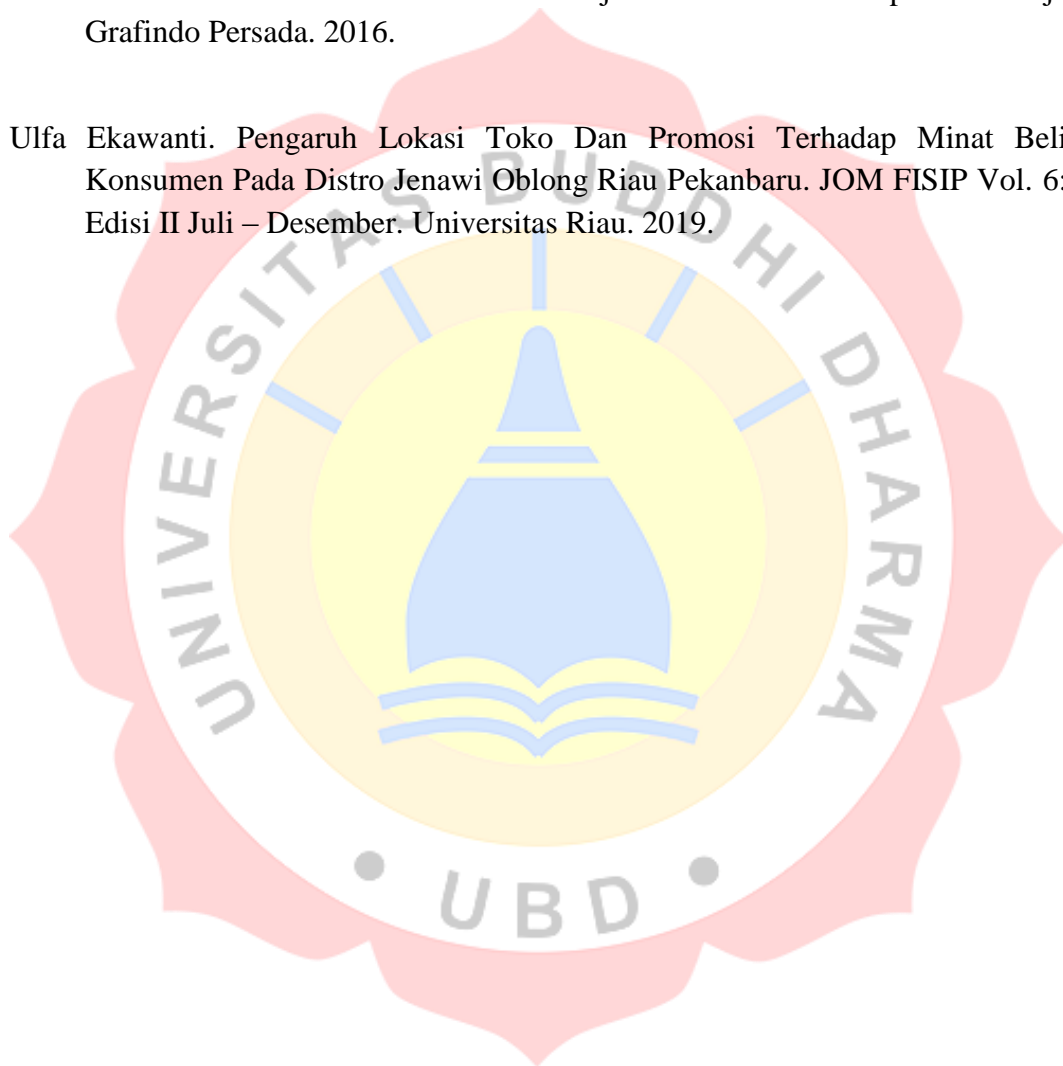 Grafindo Persada. 2016.
Ulfa Ekawanti. Pengaruh Lokasi Toko Dan Promosi Terhadap Minat Beli
Konsumen Pada Distro Jenawi Oblong Riau Pekanbaru. JOM FISIP Vol. 6:
Edisi II Juli – Desember. Universitas Riau. 2019.
UNIVERSITAS BUDDHI DHARMA
• UBD •